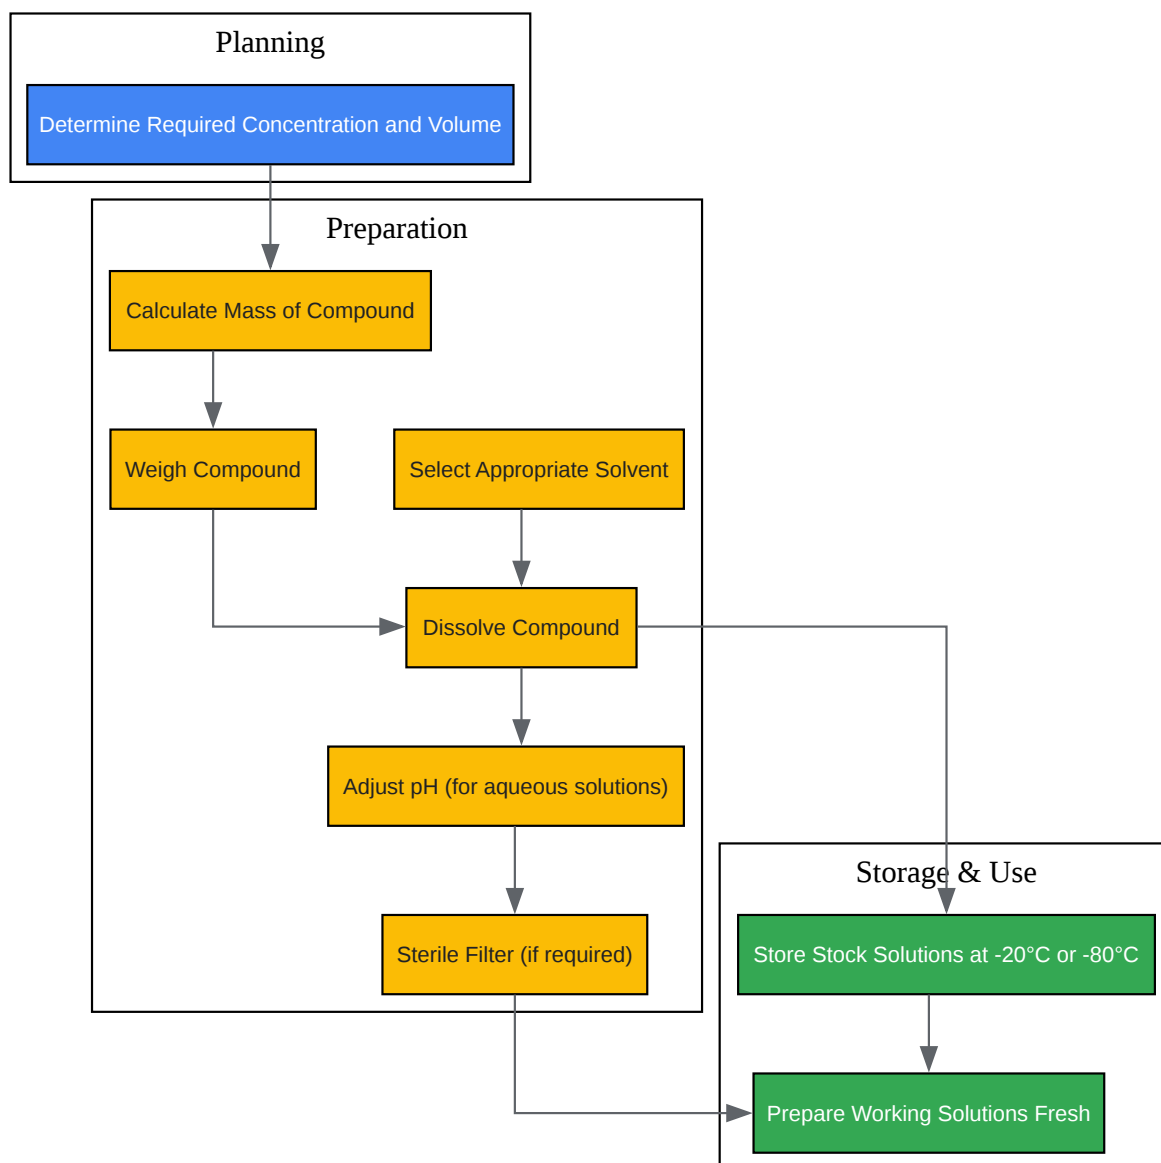 Planning
Determine Required Concentration and Volume
Preparation
Calculate Mass of Compound
Weigh Compound
Select Appropriate Solvent
Dissolve Compound
Adjust pH (for aqueous solutions)
Storage & Use
Sterile Filter (if required)
Store Stock Solutions at -20°C or -80°C
Prepare Working Solutions Fresh